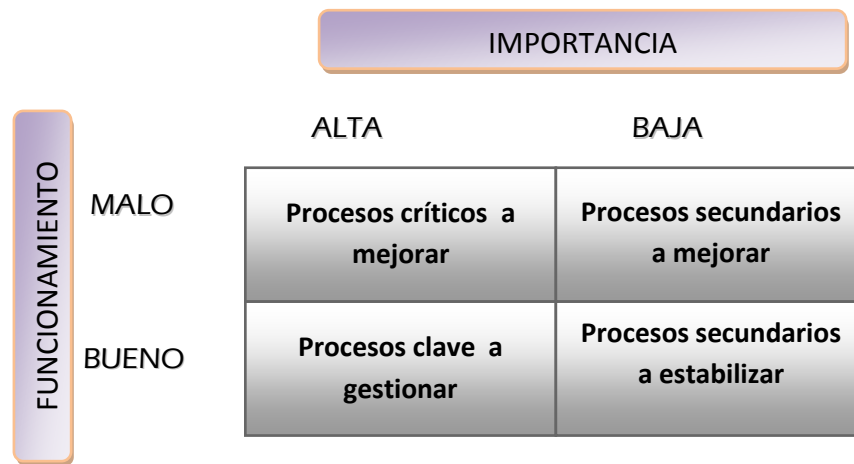 IMPORTANCIA
ALTA
BAJA
FUNCIONAMIENTO
MALO
Procesos críticos a
mejorar
Procesos secundarios
a mejorar
BUENO
Procesos clave a
gestionar
Procesos secundarios
a estabilizar